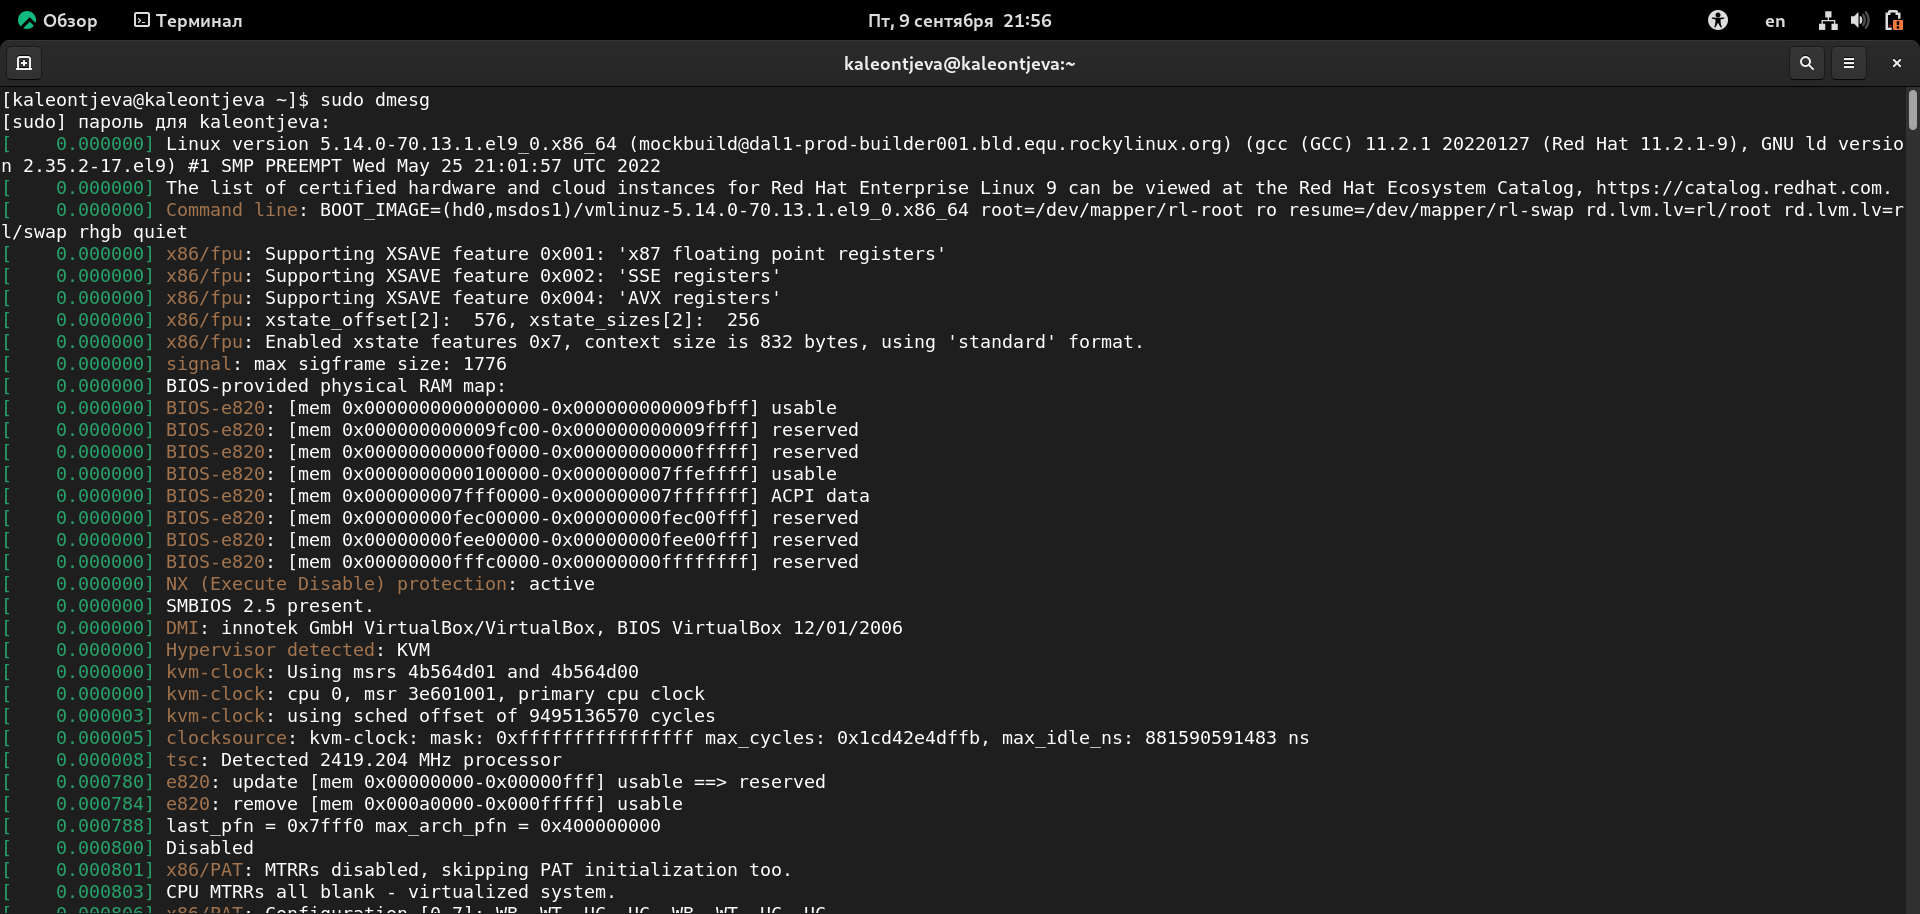 Обзор Терминал Пт, 9 сентября 21:56 en
kaleontjeva@kaleontjeva:~
[kaleontjeva@kaleontjeva ~]$ sudo dmesg
[sudo] пароль для kaleontjeva:
[    0.000000] Linux version 5.14.0-70.13.1.el9_0.x86_64 (mockbuild@dal1-prod-builder001.bld.equ.rockylinux.org) (gcc (GCC) 11.2.1 20220127 (Red Hat 11.2.1-9), GNU ld versio
n 2.35.2-17.el9) #1 SMP PREEMPT Wed May 25 21:01:57 UTC 2022
[    0.000000] The list of certified hardware and cloud instances for Red Hat Enterprise Linux 9 can be viewed at the Red Hat Ecosystem Catalog, https://catalog.redhat.com.
[    0.000000] Command line: BOOT_IMAGE=(hd0,msdos1)/vmlinuz-5.14.0-70.13.1.el9_0.x86_64 root=/dev/mapper/rl-root ro resume=/dev/mapper/rl-swap rd.lvm.lv=rl/root rd.lvm.lv=r
l/swap rhgb quiet
[    0.000000] x86/fpu: Supporting XSAVE feature 0x001: 'x87 floating point registers'
[    0.000000] x86/fpu: Supporting XSAVE feature 0x002: 'SSE registers'
[    0.000000] x86/fpu: Supporting XSAVE feature 0x004: 'AVX registers'
[    0.000000] x86/fpu: xstate_offset[2]:  576, xstate_sizes[2]:  256
[    0.000000] x86/fpu: Enabled xstate features 0x7, context size is 832 bytes, using 'standard' format.
[    0.000000] signal: max sigframe size: 1776
[    0.000000] BIOS-provided physical RAM map:
[    0.000000] BIOS-e820: [mem 0x0000000000000000-0x000000000009fbff] usable
[    0.000000] BIOS-e820: [mem 0x000000000009fc00-0x000000000009ffff] reserved
[    0.000000] BIOS-e820: [mem 0x00000000000f0000-0x00000000000fffff] reserved
[    0.000000] BIOS-e820: [mem 0x0000000000100000-0x000000007ffeffff] usable
[    0.000000] BIOS-e820: [mem 0x000000007fff0000-0x000000007fffffff] ACPI data
[    0.000000] BIOS-e820: [mem 0x00000000fec00000-0x00000000fec00fff] reserved
[    0.000000] BIOS-e820: [mem 0x00000000fee00000-0x00000000fee00fff] reserved
[    0.000000] BIOS-e820: [mem 0x00000000fffc0000-0x00000000ffffffff] reserved
[    0.000000] NX (Execute Disable) protection: active
[    0.000000] SMBIOS 2.5 present.
[    0.000000] DMI: innotek GmbH VirtualBox/VirtualBox, BIOS VirtualBox 12/01/2006
[    0.000000] Hypervisor detected: KVM
[    0.000000] kvm-clock: Using msrs 4b564d01 and 4b564d00
[    0.000000] kvm-clock: cpu 0, msr 3e601001, primary cpu clock
[    0.000003] kvm-clock: using sched offset of 9495136570 cycles
[    0.000005] clocksource: kvm-clock: mask: 0xffffffffffffffff max_cycles: 0x1cd42e4dffb, max_idle_ns: 881590591483 ns
[    0.000008] tsc: Detected 2419.204 MHz processor
[    0.000780] e820: update [mem 0x00000000-0x00000fff] usable ==> reserved
[    0.000784] e820: remove [mem 0x000a0000-0x000fffff] usable
[    0.000788] last_pfn = 0x7fff0 max_arch_pfn = 0x400000000
[    0.000800] Disabled
[    0.000801] x86/PAT: MTRRs disabled, skipping PAT initialization too.
[    0.000803] CPU MTRRs all blank - virtualized system.
[    0.000806] x86/PAT: Configuration [0-7]: WB  WT  UC- UC  WB  WT  UC- UC